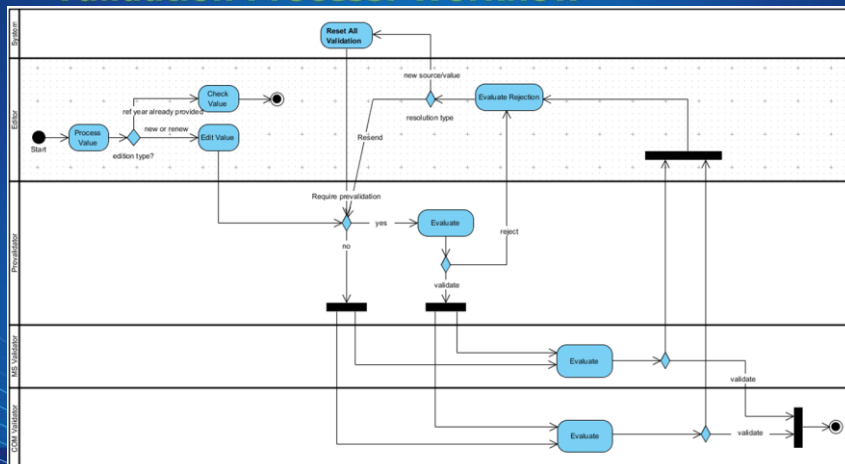 System
Reset All
Validation
Editor
new source/value
Evaluate Rejection
Check
Value
ref year already provided
resolution type
Start
Process
Value
new or renew
Edit Value
edition type?
Resend
Prevalidator
Require prevalidation
yes
Evaluate
no
reject
validate
MS Validator
Evaluate
validate
COM Validator
Evaluate
validate